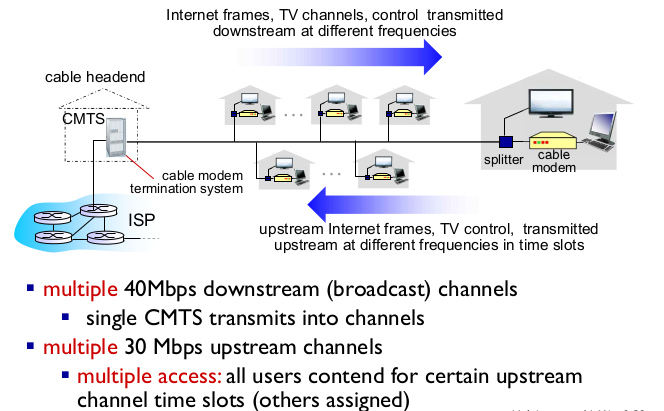 Internet frames, TV channels, control transmitted
downstream at different frequencies
cable headend
CMTS
cable modem
termination system
splitter
cable
modem
ISP
upstream Internet frames, TV control, transmitted
upstream at different frequencies in time slots
multiple 40Mbps downstream (broadcast) channels
single CMTS transmits into channels
multiple 30 Mbps upstream channels
multiple access: all users contend for certain upstream
channel time slots (others assigned)